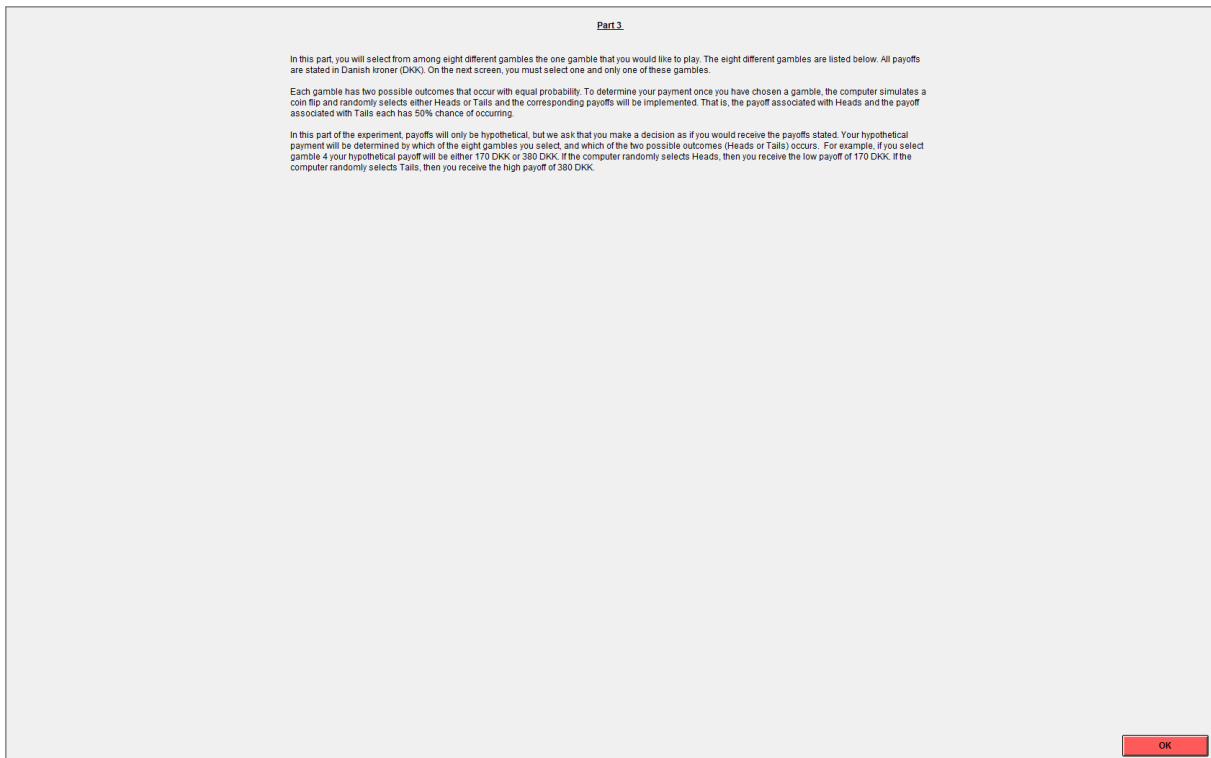 Part 3
In this part, you will select from among eight different gambles the one gamble that you would like to play. The eight different gambles are listed below. All payoffs
are stated in Danish kroner (DKK). On the next screen, you must select one and only one of these gambles.
Each gamble has two possible outcomes that occur with equal probability. To determine your payment once you have chosen a gamble, the computer simulates a
coin flip and randomly selects either Heads or Tails and the corresponding payoffs will be implemented. That is, the payoff associated with Heads and the payoff
associated with Tails each has 50% chance of occurring.
In this part of the experiment, payoffs will only be hypothetical, but we ask that you make a decision as if you would receive the payoffs stated. Your hypothetical
payment will be determined by which of the eight gambles you select, and which of the two possible outcomes (Heads or Tails) occurs. For example, if you select
gamble 4 your hypothetical payoff will be either 170 DKK or 380 DKK. If the computer randomly selects Heads, then you receive the low payoff of 170 DKK. If the
computer randomly selects Tails, then you receive the high payoff of 380 DKK.
OK